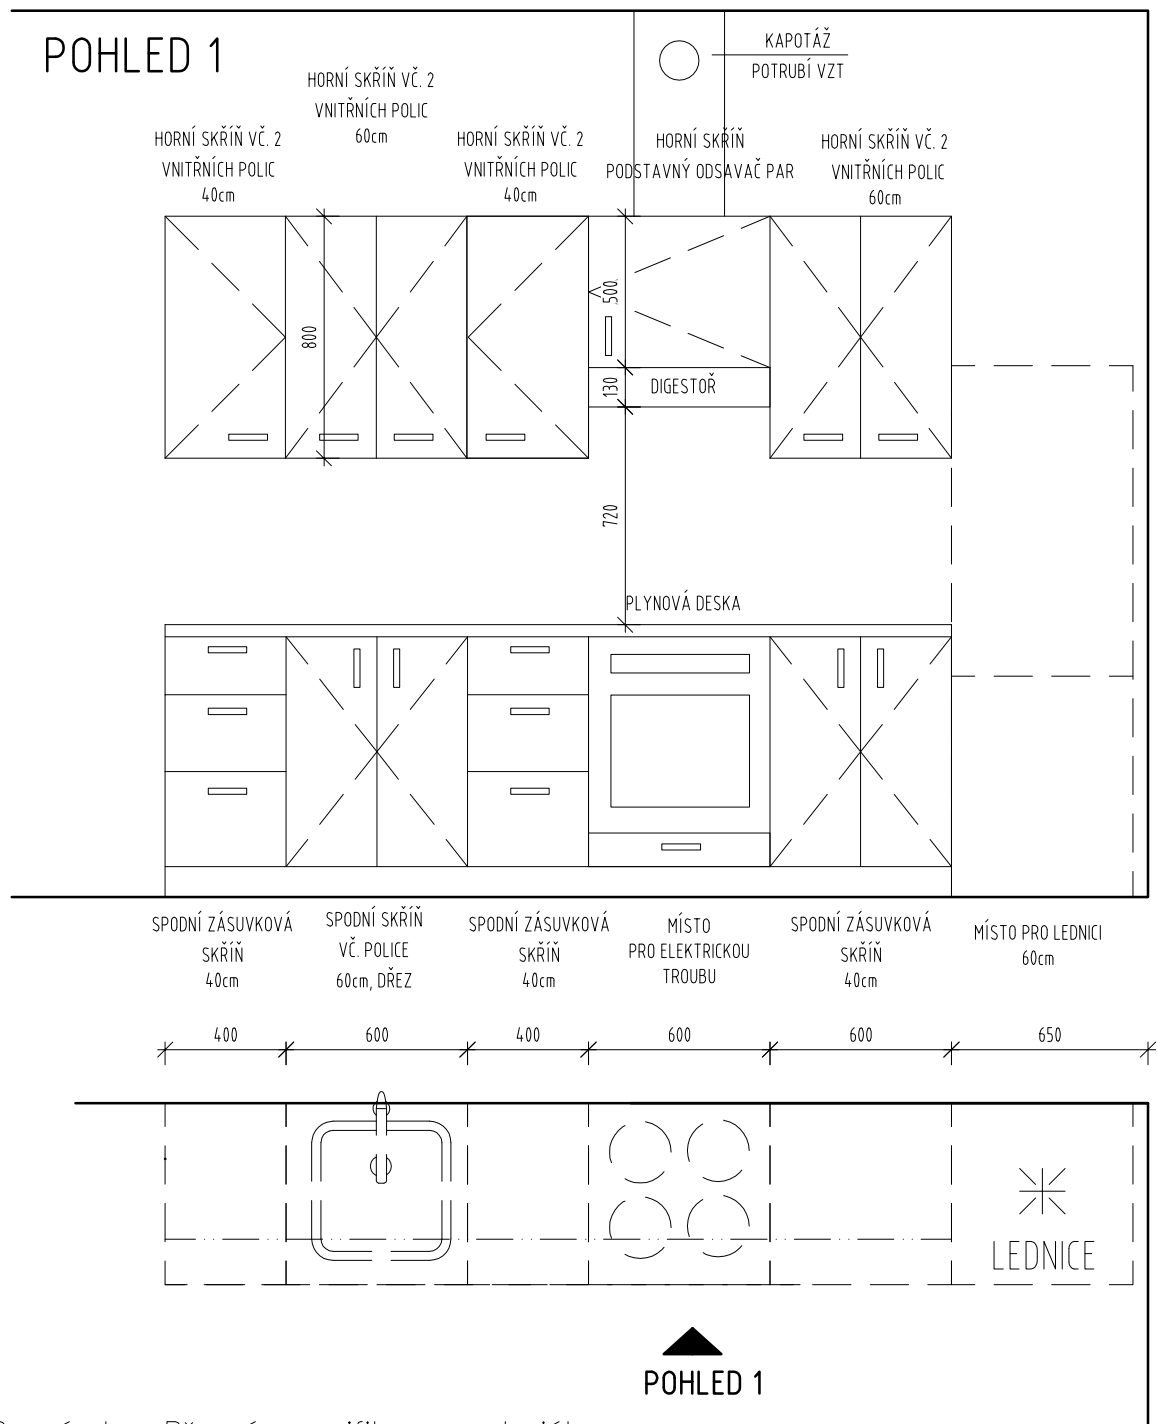 POHLED 1
KAPOTÁŽ
POTRUBÍ VZT
HORNÍ SKŘÍŇ VČ. 2
VNITŘNÍCH POLIC
40cm
HORNÍ SKŘÍŇ VČ. 2
VNITŘNÍCH POLIC
60cm
HORNÍ SKŘÍŇ VČ. 2
VNITŘNÍCH POLIC
40cm
HORNÍ SKŘÍŇ
PODSTAVNÝ ODSAVAČ PAR
HORNÍ SKŘÍŇ VČ. 2
VNITŘNÍCH POLIC
60cm
800
500
130
DIGESTOŘ
720
PLYNOVÁ DESKA
SPODNÍ ZÁSUVKOVÁ
SKŘÍŇ
40cm
SPODNÍ SKŘÍŇ
VČ. POLICE
60cm, DŘEZ
SPODNÍ ZÁSUVKOVÁ
SKŘÍŇ
40cm
MÍSTO
PRO ELEKTRICKOU
TROUBU
SPODNÍ ZÁSUVKOVÁ
SKŘÍŇ
40cm
MÍSTO PRO LEDNICI
60cm
400
600
400
600
600
650
LEDNICE
POHLED 1